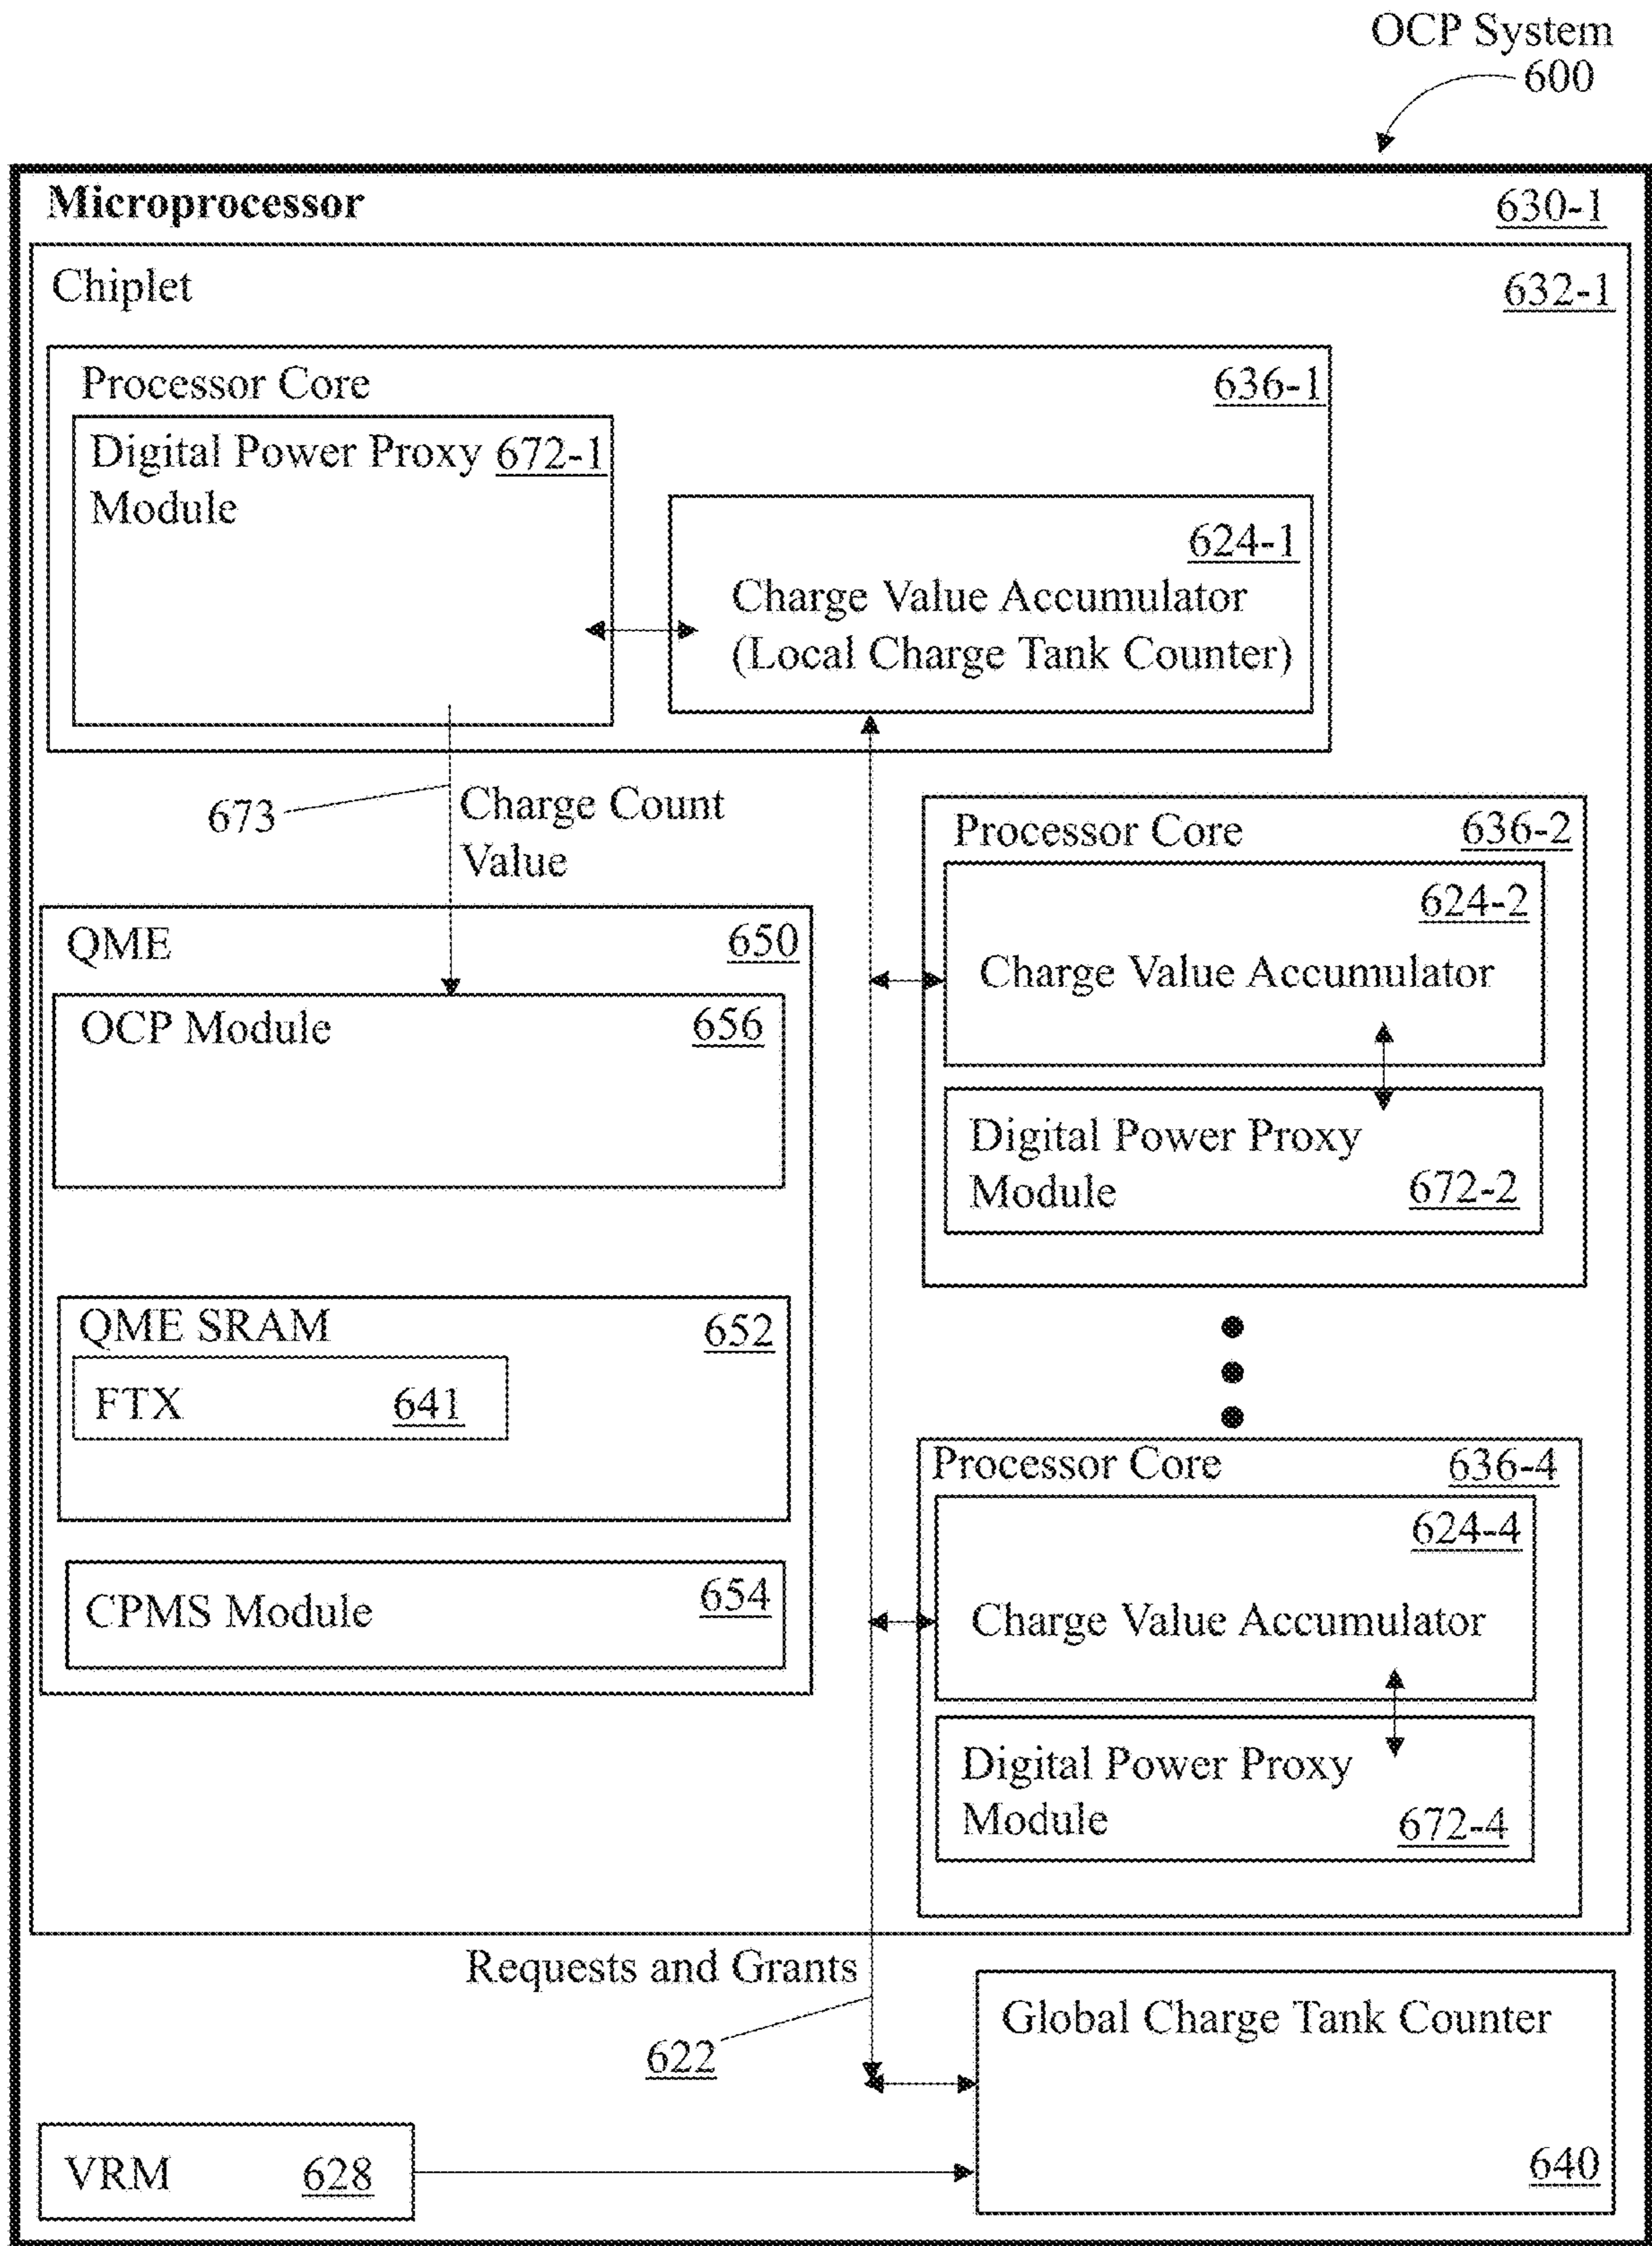 OCP System
600
Microprocessor 630-1
Chiplet 632-1
Processor Core 636-1
Digital Power Proxy 672-1
Module
624-1
Charge Value Accumulator
(Local Charge Tank Counter)
673
Charge Count
Value
Processor Core 636-2
624-2
Charge Value Accumulator
Digital Power Proxy
Module 672-2
QME 650
OCP Module 656
QME SRAM 652
FTX 641
CPMS Module 654
Processor Core 636-4
624-4
Charge Value Accumulator
Digital Power Proxy
Module 672-4
Requests and Grants
622
Global Charge Tank Counter
640
VRM 628